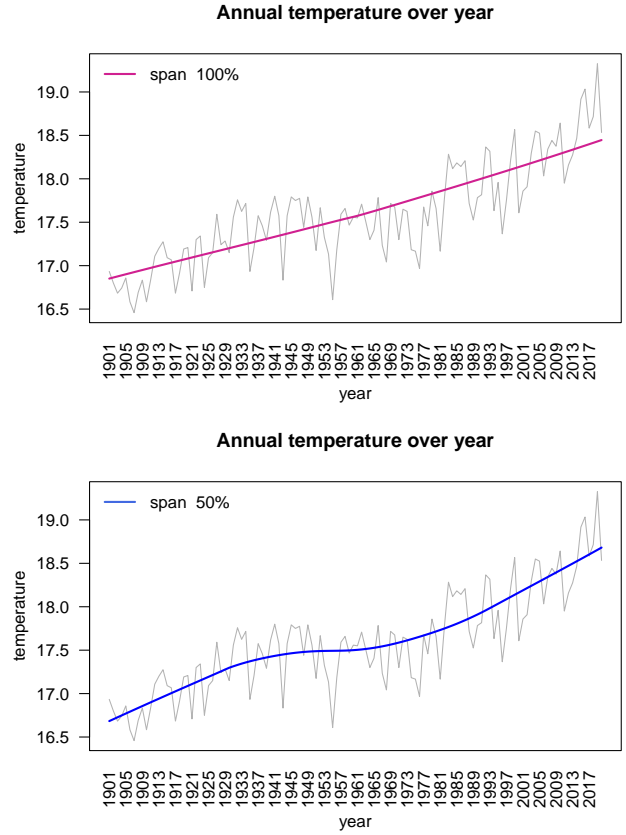 Annual temperature over year
span 100%
temperature
19.0
18.5
18.0
17.5
17.0
16.5
1901 1905 1909 1913 1917 1921 1925 1929 1933 1937 1941 1945 1949 1953 1957 1961 1965 1969 1973 1977 1981 1985 1989 1993 1997 2001 2005 2009 2013 2017
year
Annual temperature over year
span 50%
temperature
19.0
18.5
18.0
17.5
17.0
16.5
1901 1905 1909 1913 1917 1921 1925 1929 1933 1937 1941 1945 1949 1953 1957 1961 1965 1969 1973 1977 1981 1985 1989 1993 1997 2001 2005 2009 2013 2017
year